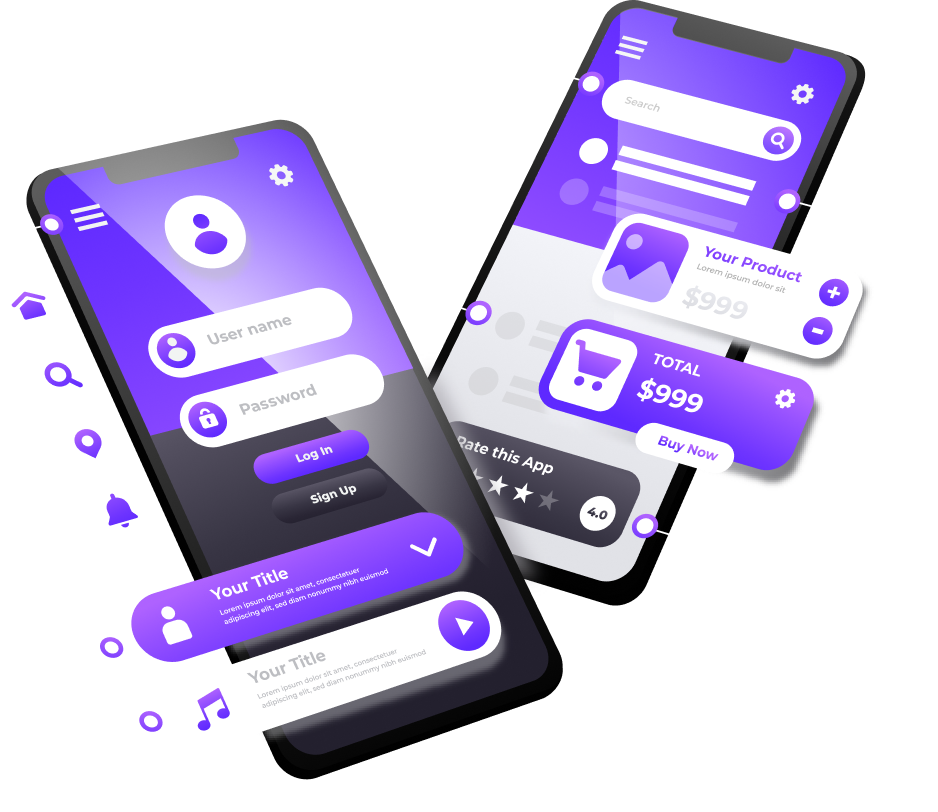 User name
Password
Log In
Sign Up
Your Title
Lorem ipsum dolor sit amet, consectetuer
adipiscing elit, sed diam nonummy nibh euismod
Your Title
Lorem ipsum dolor sit amet, consectetuer
adipiscing elit, sed diam nonummy nibh euismod
Search
Your Product
Lorem ipsum dolor sit
$999
TOTAL
$999
Buy Now
Rate this App
4.0